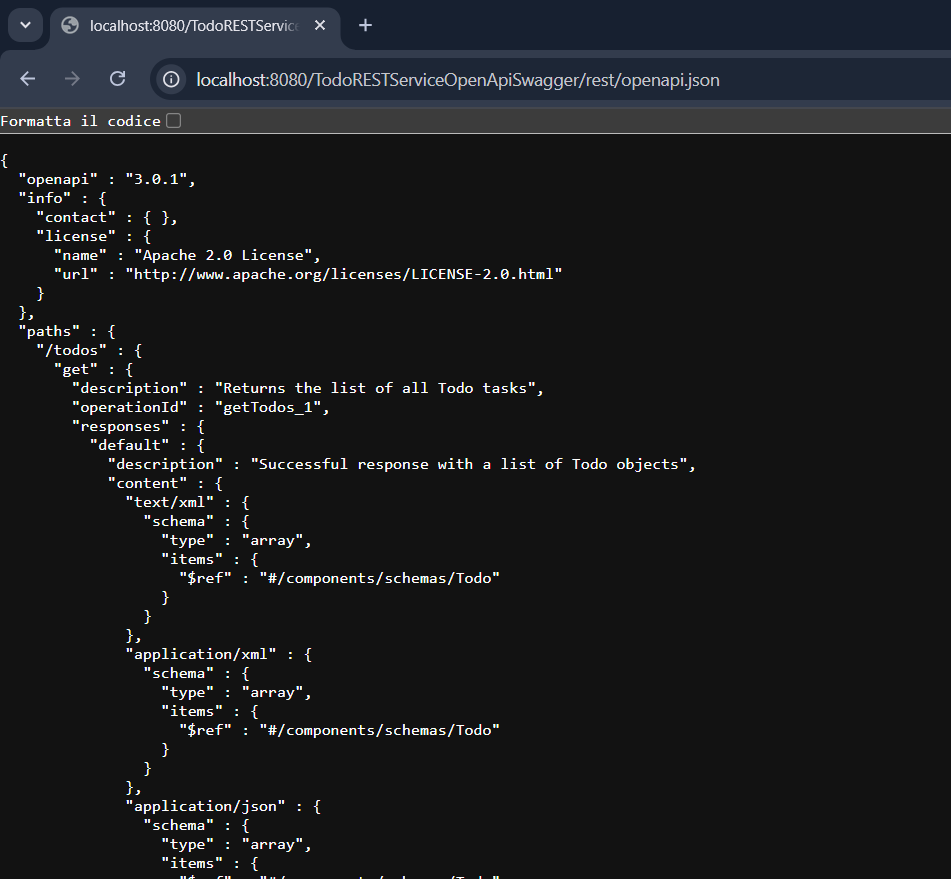 localhost:8080/TodoRESTService
localhost:8080/TodoRESTServiceOpenApiSwagger/rest/openapi.json
Formatta il codice
{
  "openapi" : "3.0.1",
  "info" : {
    "contact" : { },
    "license" : {
      "name" : "Apache 2.0 License",
      "url" : "http://www.apache.org/licenses/LICENSE-2.0.html"
    }
  },
  "paths" : {
    "/todos" : {
      "get" : {
        "description" : "Returns the list of all Todo tasks",
        "operationId" : "getTodos_1",
        "responses" : {
          "default" : {
            "description" : "Successful response with a list of Todo objects",
            "content" : {
              "text/xml" : {
                "schema" : {
                  "type" : "array",
                  "items" : {
                    "$ref" : "#/components/schemas/Todo"
                  }
                }
              },
              "application/xml" : {
                "schema" : {
                  "type" : "array",
                  "items" : {
                    "$ref" : "#/components/schemas/Todo"
                  }
                }
              },
              "application/json" : {
                "schema" : {
                  "type" : "array",
                  "items" : {